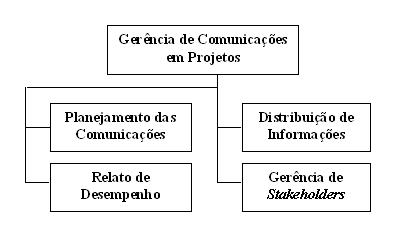 Gerência de Comunicações
em Projetos
Planejamento das
Comunicações
Distribuição de
Informações
Relato de
Desempenho
Gerência de
Stakeholders